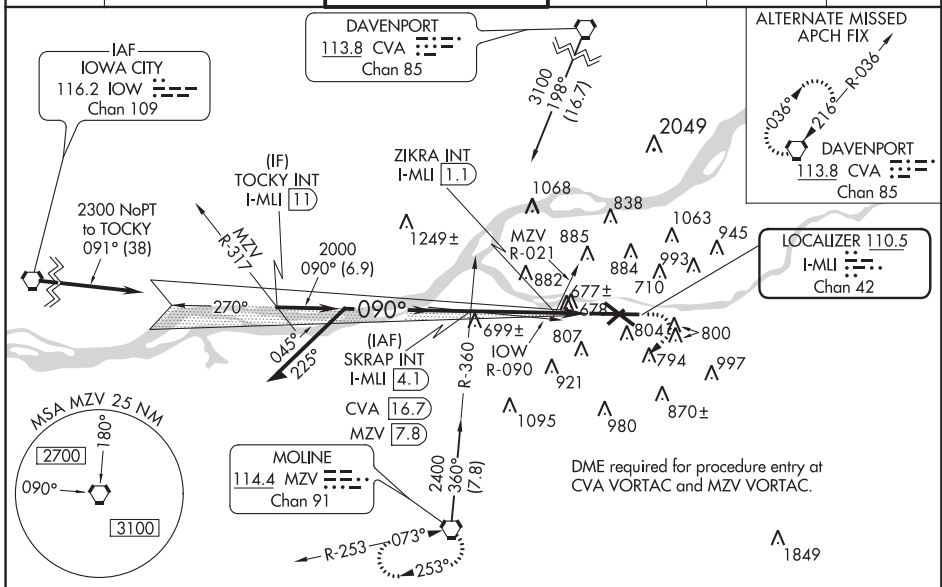 DAVENPORT
113.8 CVA
Chan 85
IAF
IOWA CITY
116.2 IOW
Chan 109
ALTERNATE MISSED
APCH FIX
R-036
036°
216°
DAVENPORT
113.8 CVA
Chan 85
3100
198°
(16.7)
2049
(IF)
TOCKY INT
I-MLI 11
ZIKRA INT
I-MLI 1.1
1068
838
1063
945
2300 NoPT
to TOCKY
091° (38)
MZV
R-317
1249±
MZV
R-021
885
884
993
710
882
LOCALIZER 110.5
I-MLI
Chan 42
2000
090° (6.9)
677±
678
270°
090°
045°
225°
699±
807
804
800
794
(IAF)
SKRAP INT
I-MLI 4.1
CVA 16.7
MZV 7.8
R-360
IOW
R-090
921
997
1095
980
870±
MSA MZV 25 NM
180°
2700
090°
3100
MOLINE
114.4 MZV
Chan 91
2400
360°
(7.8)
DME required for procedure entry at
CVA VORTAC and MZV VORTAC.
R-253
073°
253°
1849